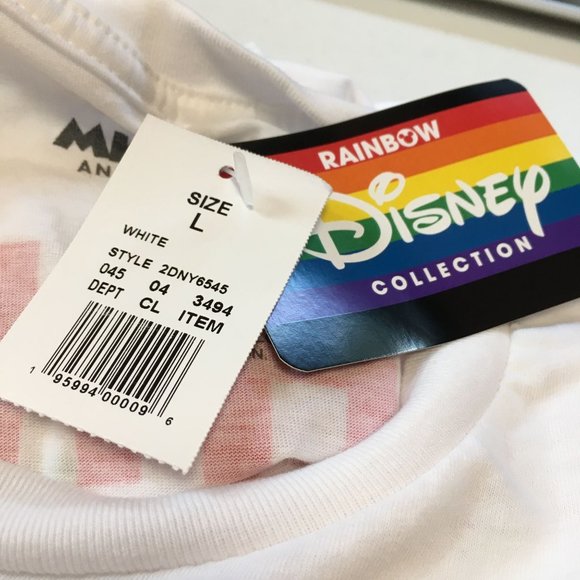 SIZE
L
WHITE
STYLE 2DNY6545
045 04 3494
DEPT CL ITEM
1 95994 00009 6
RAINBOW
Disney
COLLECTION